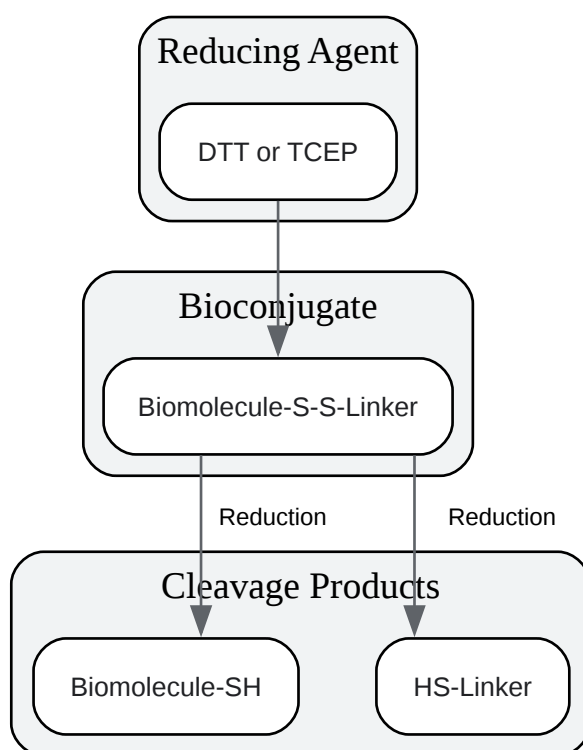 Reducing Agent
DTT or TCEP
Bioconjugate
Biomolecule-S-S-Linker
Reduction
Reduction
Cleavage Products
Biomolecule-SH
HS-Linker